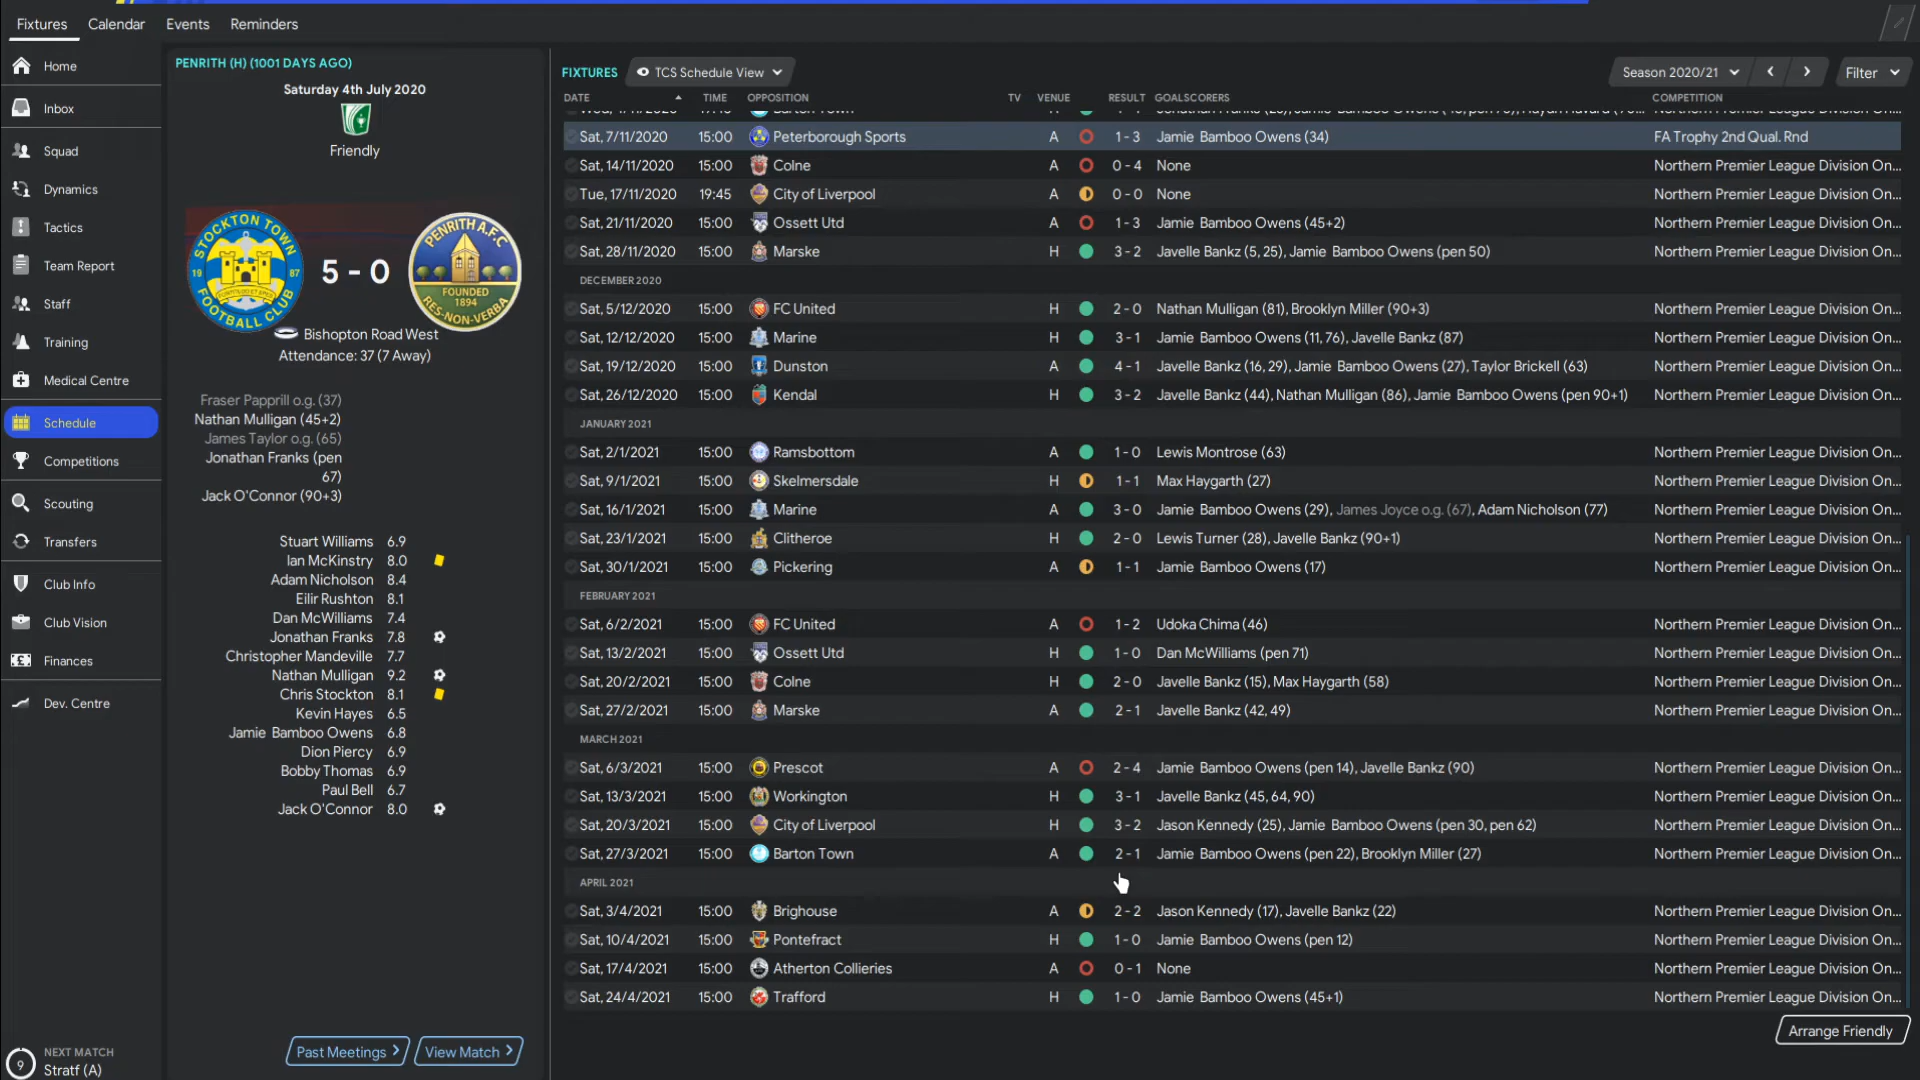 Fixtures Calendar Events Reminders
Home
Inbox
Squad
Dynamics
Tactics
Team Report
Staff
Training
Medical Centre
Schedule
Competitions
Scouting
Transfers
Club Info
Club Vision
Finances
Dev. Centre
9
NEXT MATCH
Stratf (A)
PENRITH (H) (1001 DAYS AGO)
Saturday 4th July 2020
Friendly
STOCKTON TOWN
19 87
FOOTBALL CLUB
5 - 0
PENRITH A.F.C
FOUNDED
1894
RES-NON-VERBA
Bishopton Road West
Attendance: 37 (7 Away)
Fraser Papprill o.g. (37)
Nathan Mulligan (45+2)
James Taylor o.g. (65)
Jonathan Franks (pen
67)
Jack O'Connor (90+3)
Stuart Williams 6.9
Ian McKinstry 8.0
Adam Nicholson 8.4
Eilir Rushton 8.1
Dan McWilliams 7.4
Jonathan Franks 7.8
Christopher Mandeville 7.7
Nathan Mulligan 9.2
Chris Stockton 8.1
Kevin Hayes 6.5
Jamie Bamboo Owens 6.8
Dion Piercy 6.9
Bobby Thomas 6.9
Paul Bell 6.7
Jack O'Connor 8.0
Past Meetings > View Match >
FIXTURES TCS Schedule View Season 2020/21 < > Filter
DATE TIME OPPOSITION TV VENUE RESULT GOALSCORERS COMPETITION
Sat, 7/11/2020 15:00 Peterborough Sports A 1 - 3 Jamie Bamboo Owens (34) FA Trophy 2nd Qual. Rnd
Sat, 14/11/2020 15:00 Colne A 0 - 4 None Northern Premier League Division On...
Tue, 17/11/2020 19:45 City of Liverpool A 0 - 0 None Northern Premier League Division On...
Sat, 21/11/2020 15:00 Ossett Utd A 1 - 3 Jamie Bamboo Owens (45+2) Northern Premier League Division On...
Sat, 28/11/2020 15:00 Marske H 3 - 2 Javelle Bankz (5, 25), Jamie Bamboo Owens (pen 50) Northern Premier League Division On...
DECEMBER 2020
Sat, 5/12/2020 15:00 FC United H 2 - 0 Nathan Mulligan (81), Brooklyn Miller (90+3) Northern Premier League Division On...
Sat, 12/12/2020 15:00 Marine H 3 - 1 Jamie Bamboo Owens (11, 76), Javelle Bankz (87) Northern Premier League Division On...
Sat, 19/12/2020 15:00 Dunston A 4 - 1 Javelle Bankz (16, 29), Jamie Bamboo Owens (27), Taylor Brickell (63) Northern Premier League Division On...
Sat, 26/12/2020 15:00 Kendal H 3 - 2 Javelle Bankz (44), Nathan Mulligan (86), Jamie Bamboo Owens (pen 90+1) Northern Premier League Division On...
JANUARY 2021
Sat, 2/1/2021 15:00 Ramsbottom A 1 - 0 Lewis Montrose (63) Northern Premier League Division On...
Sat, 9/1/2021 15:00 Skelmersdale H 1 - 1 Max Haygarth (27) Northern Premier League Division On...
Sat, 16/1/2021 15:00 Marine A 3 - 0 Jamie Bamboo Owens (29), James Joyce o.g. (67), Adam Nicholson (77) Northern Premier League Division On...
Sat, 23/1/2021 15:00 Clitheroe H 2 - 0 Lewis Turner (28), Javelle Bankz (90+1) Northern Premier League Division On...
Sat, 30/1/2021 15:00 Pickering A 1 - 1 Jamie Bamboo Owens (17) Northern Premier League Division On...
FEBRUARY 2021
Sat, 6/2/2021 15:00 FC United A 1 - 2 Udoka Chima (46) Northern Premier League Division On...
Sat, 13/2/2021 15:00 Ossett Utd H 1 - 0 Dan McWilliams (pen 71) Northern Premier League Division On...
Sat, 20/2/2021 15:00 Colne H 2 - 0 Javelle Bankz (15), Max Haygarth (58) Northern Premier League Division On...
Sat, 27/2/2021 15:00 Marske A 2 - 1 Javelle Bankz (42, 49) Northern Premier League Division On...
MARCH 2021
Sat, 6/3/2021 15:00 Prescot A 2 - 4 Jamie Bamboo Owens (pen 14), Javelle Bankz (90) Northern Premier League Division On...
Sat, 13/3/2021 15:00 Workington H 3 - 1 Javelle Bankz (45, 64, 90) Northern Premier League Division On...
Sat, 20/3/2021 15:00 City of Liverpool H 3 - 2 Jason Kennedy (25), Jamie Bamboo Owens (pen 30, pen 62) Northern Premier League Division On...
Sat, 27/3/2021 15:00 Barton Town A 2 - 1 Jamie Bamboo Owens (pen 22), Brooklyn Miller (27) Northern Premier League Division On...
APRIL 2021
Sat, 3/4/2021 15:00 Brighouse A 2 - 2 Jason Kennedy (17), Javelle Bankz (22) Northern Premier League Division On...
Sat, 10/4/2021 15:00 Pontefract H 1 - 0 Jamie Bamboo Owens (pen 12) Northern Premier League Division On...
Sat, 17/4/2021 15:00 Atherton Collieries A 0 - 1 None Northern Premier League Division On...
Sat, 24/4/2021 15:00 Trafford H 1 - 0 Jamie Bamboo Owens (45+1) Northern Premier League Division On...
Arrange Friendly